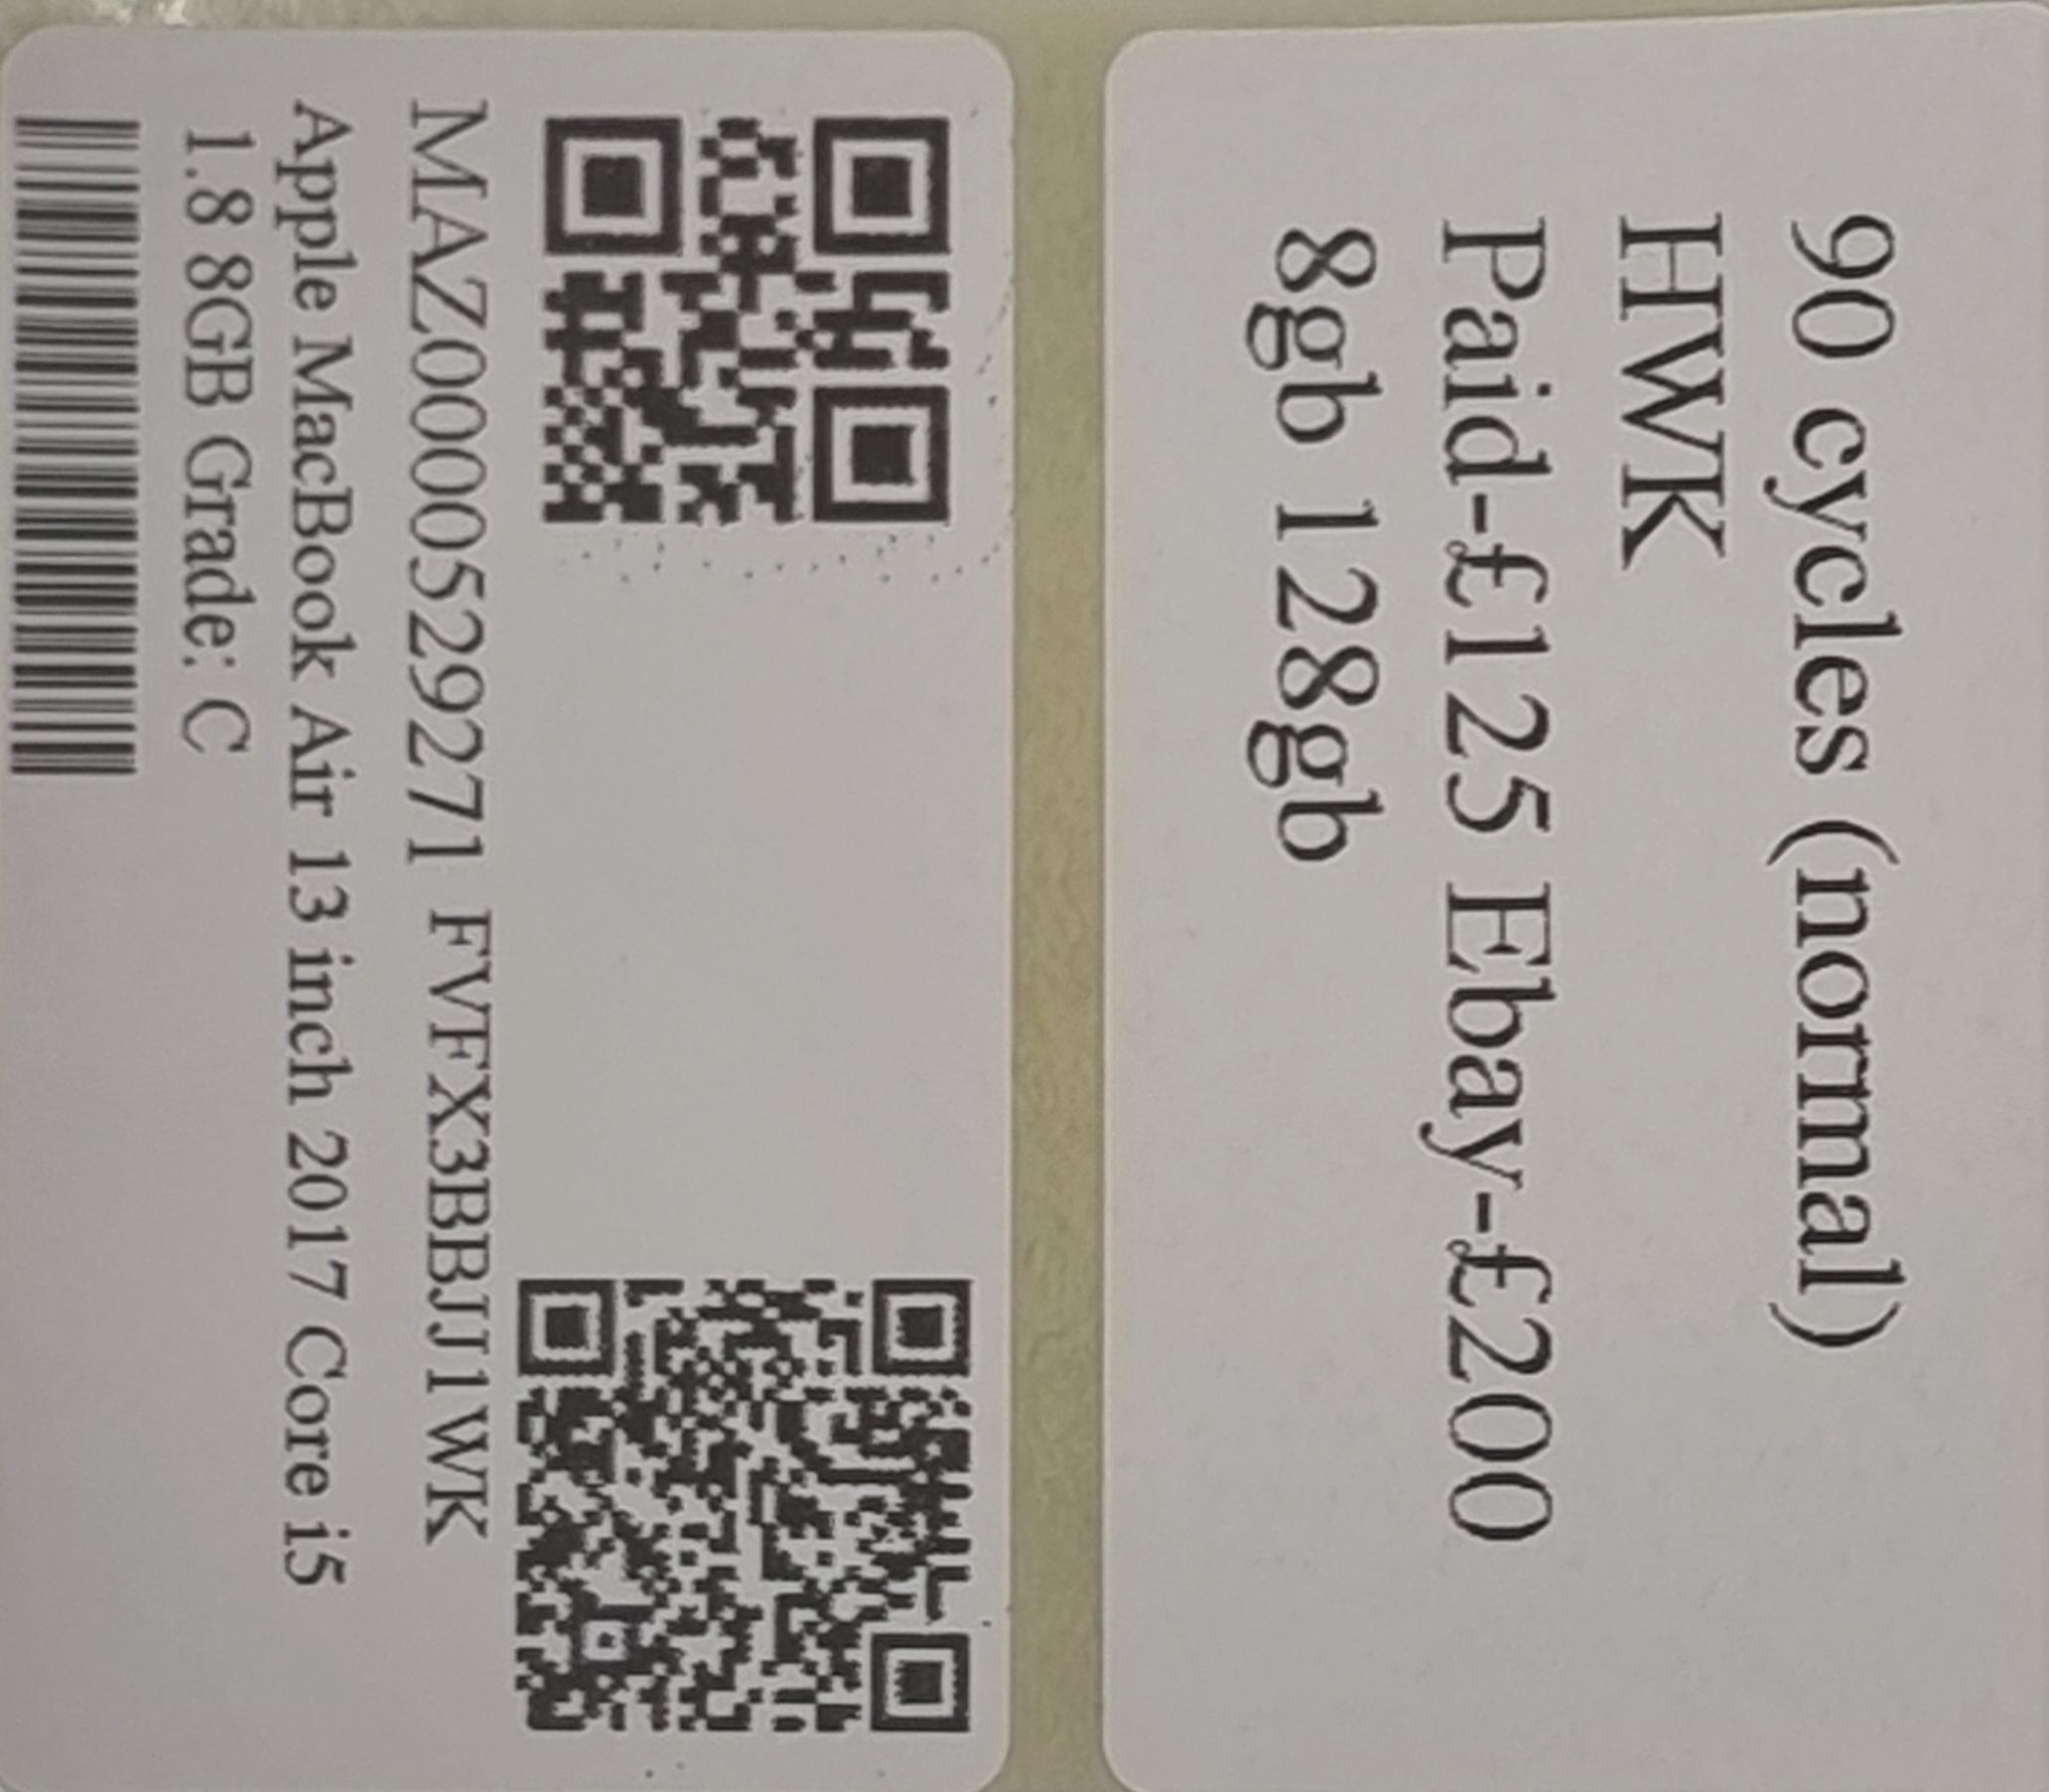 90 cycles (normal)
HWK
Paid-£125 Ebay-£200
8gb 128gb
MAZ0000529271 FVFX3BBJJ1WK
Apple MacBook Air 13 inch 2017 Core i5
1.8 8GB Grade: C